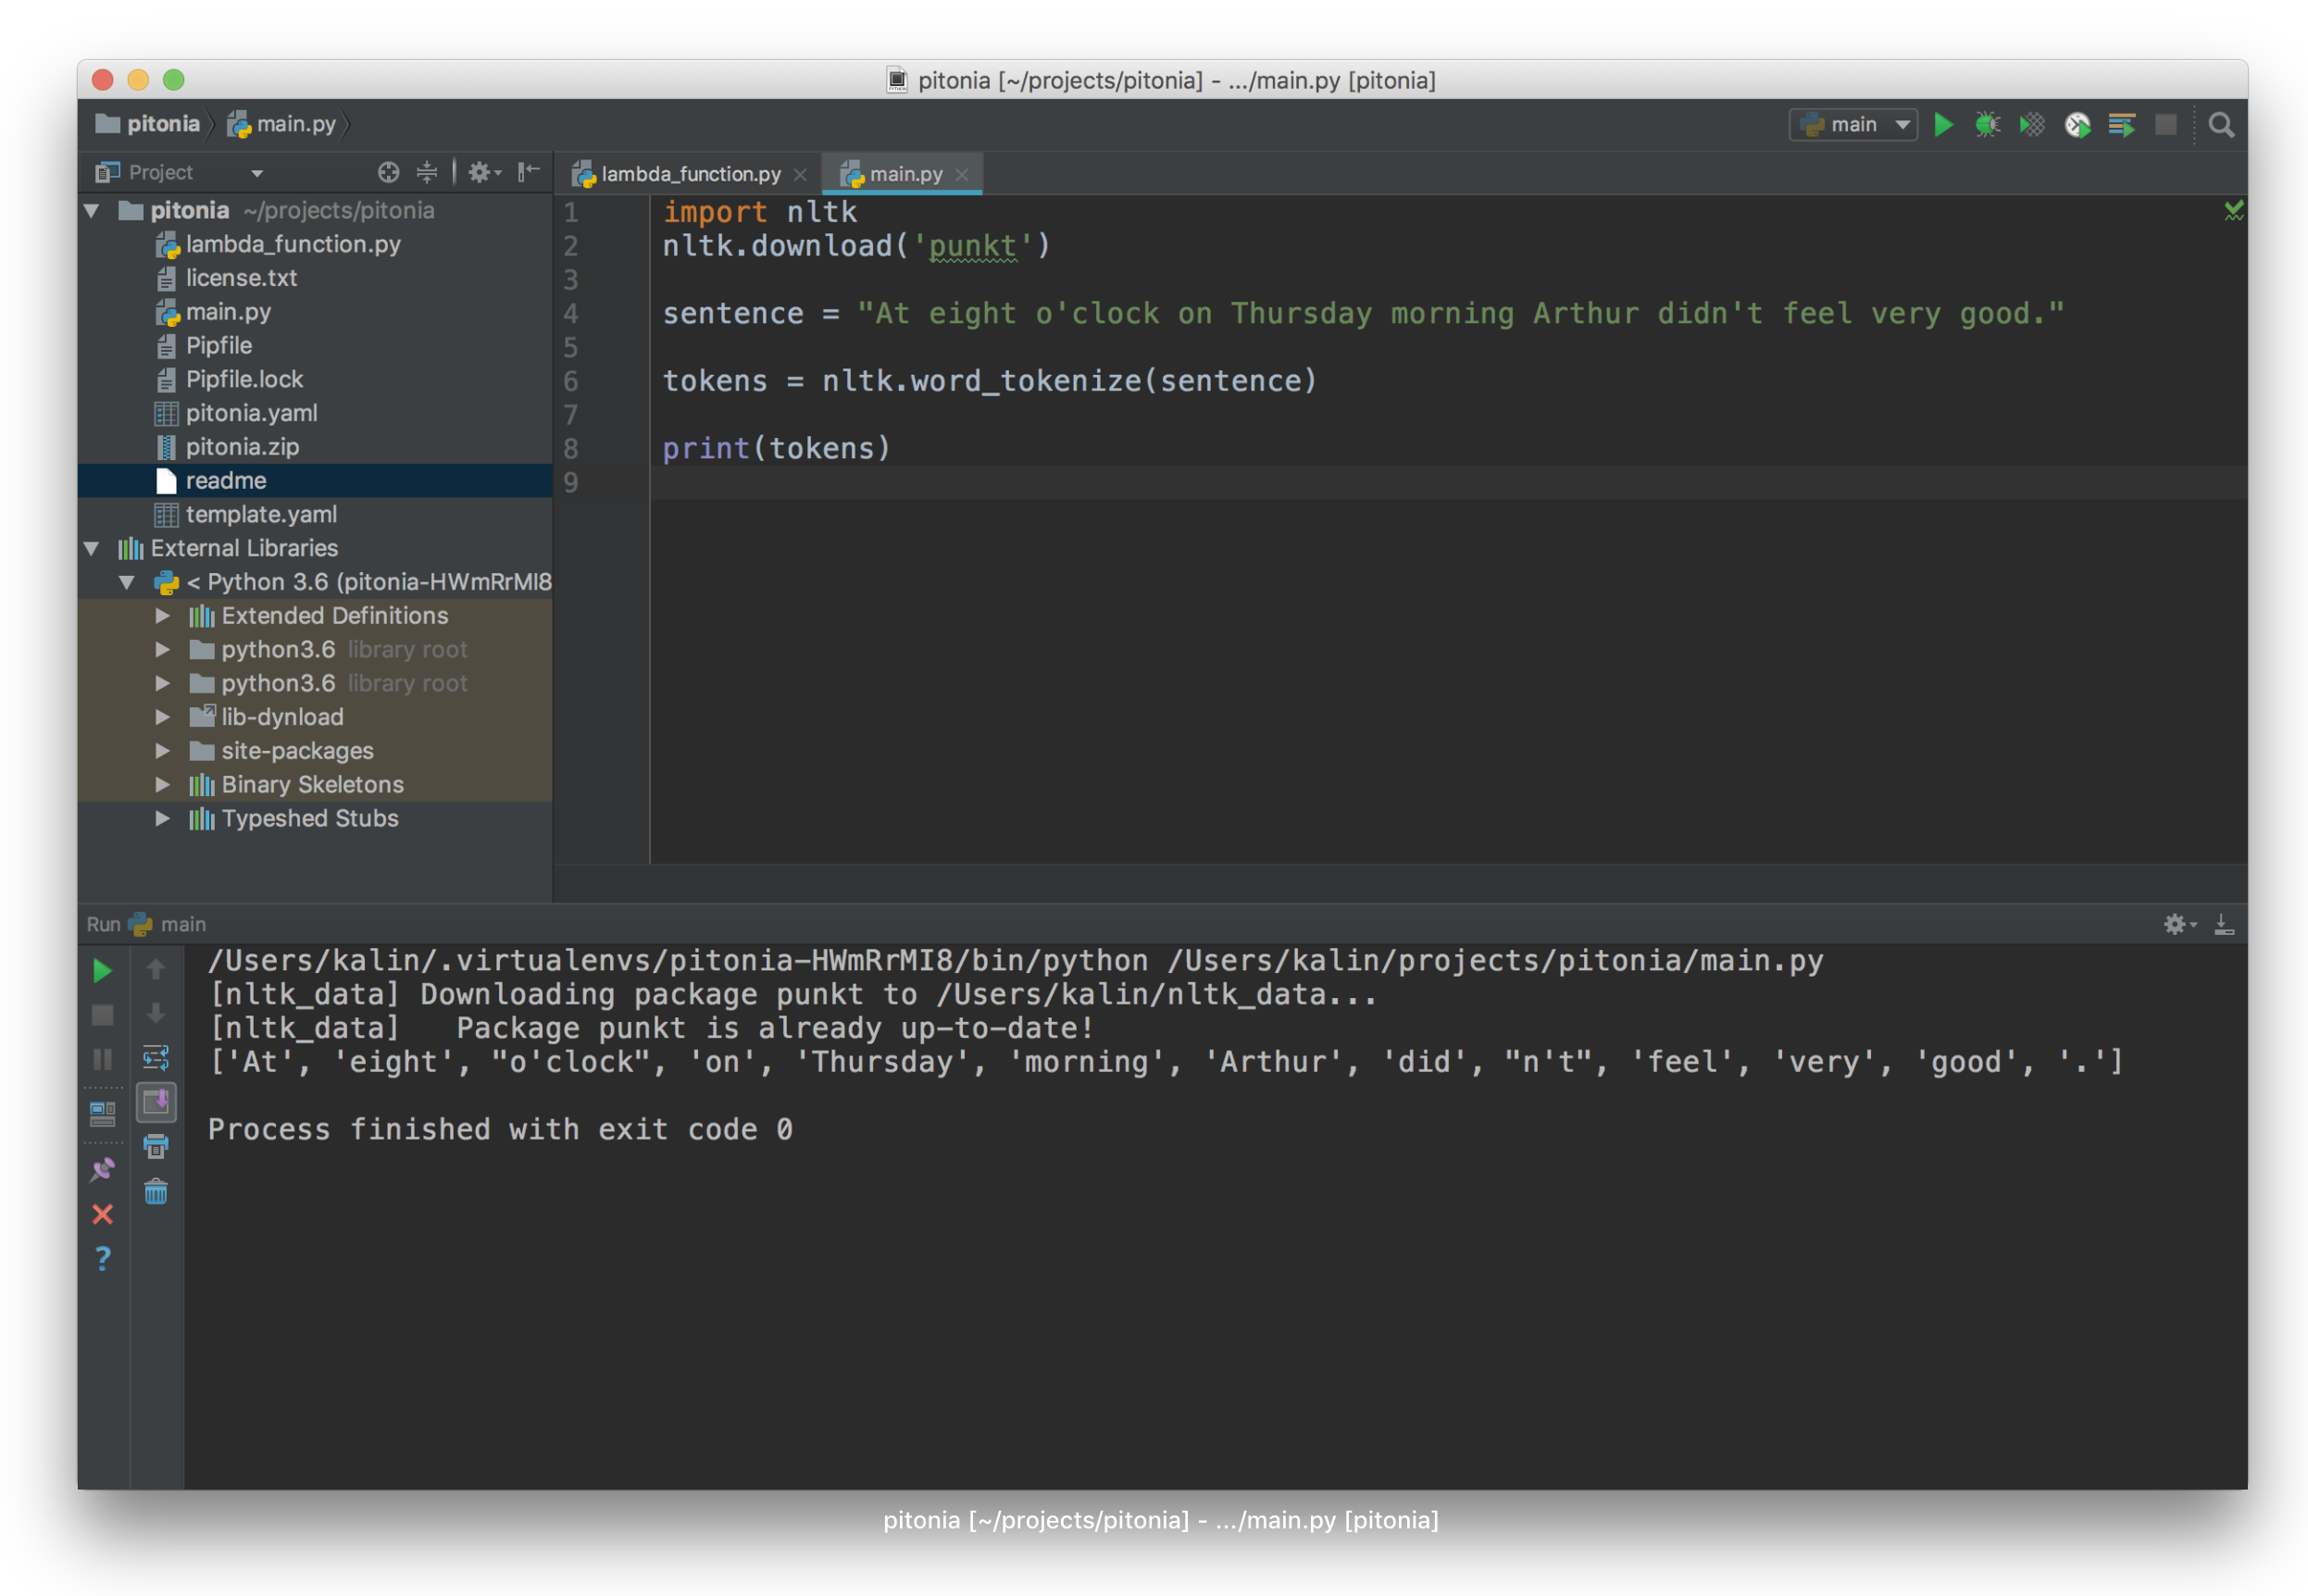 pitonia [~/projects/pitonia] - .../main.py [pitonia]
pitonia main.py
main
Project
lambda_function.py main.py
pitonia ~/projects/pitonia
lambda_function.py
license.txt
main.py
Pipfile
Pipfile.lock
pitonia.yaml
pitonia.zip
readme
template.yaml
External Libraries
< Python 3.6 (pitonia-HWmRrMI8
Extended Definitions
python3.6 library root
python3.6 library root
lib-dynload
site-packages
Binary Skeletons
Typeshed Stubs
1 import nltk
2 nltk.download('punkt')
3
4 sentence = "At eight o'clock on Thursday morning Arthur didn't feel very good."
5
6 tokens = nltk.word_tokenize(sentence)
7
8 print(tokens)
9
Run main
/Users/kalin/.virtualenvs/pitonia-HWmRrMI8/bin/python /Users/kalin/projects/pitonia/main.py
[nltk_data] Downloading package punkt to /Users/kalin/nltk_data...
[nltk_data]   Package punkt is already up-to-date!
['At', 'eight', "o'clock", 'on', 'Thursday', 'morning', 'Arthur', 'did', "n't", 'feel', 'very', 'good', '.']
Process finished with exit code 0
pitonia [~/projects/pitonia] - .../main.py [pitonia]